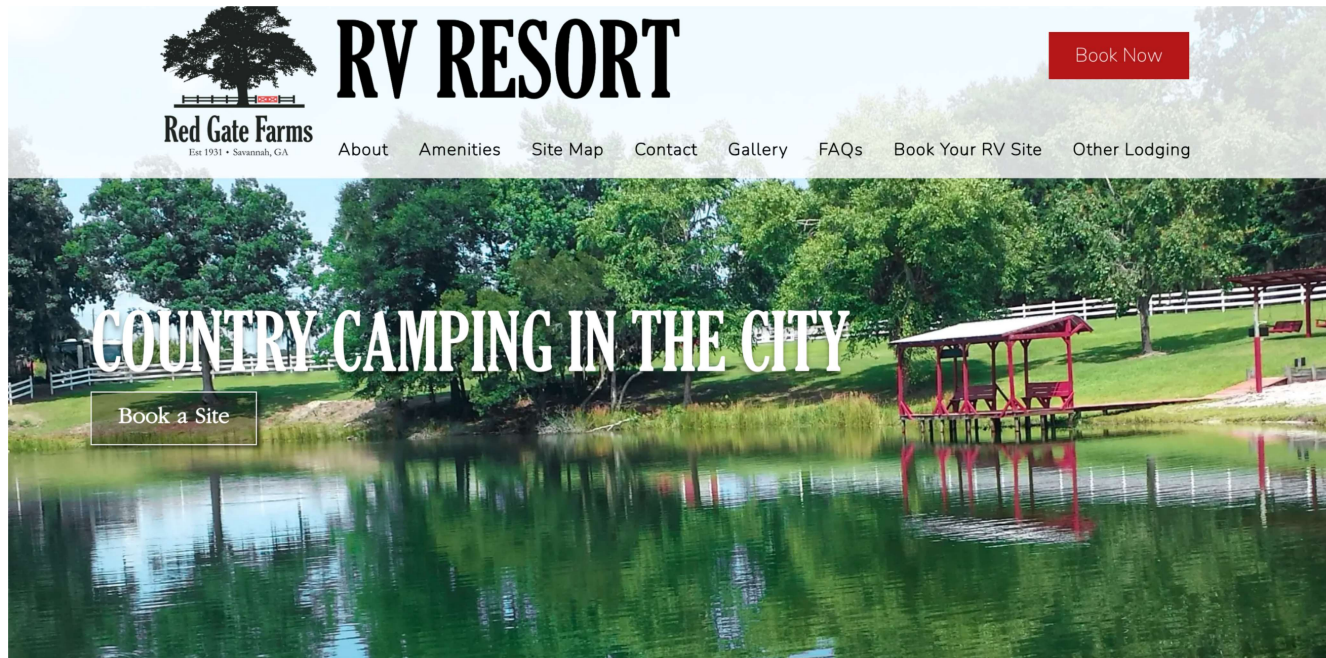 RV RESORT
Book Now
Red Gate Farms
Est 1931 • Savannah, GA
About Amenities Site Map Contact Gallery FAQs Book Your RV Site Other Lodging
COUNTRY CAMPING IN THE CITY
Book a Site